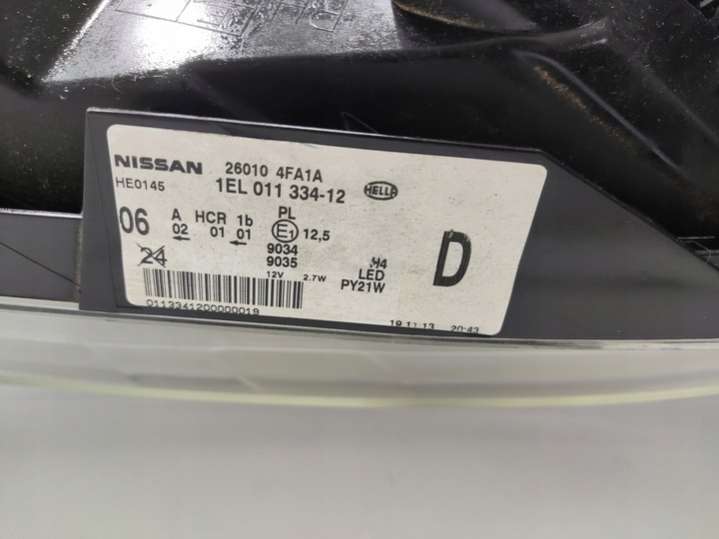 NISSAN 26010 4FA1A
HE0145 1EL 011 334-12 HELLA
06 A HCR 1b PL
02 01 01 E1 12,5
24 9034 H4
9035 LED
12V 2.7W PY21W
D
01133412000000019
19.11.13 20:43